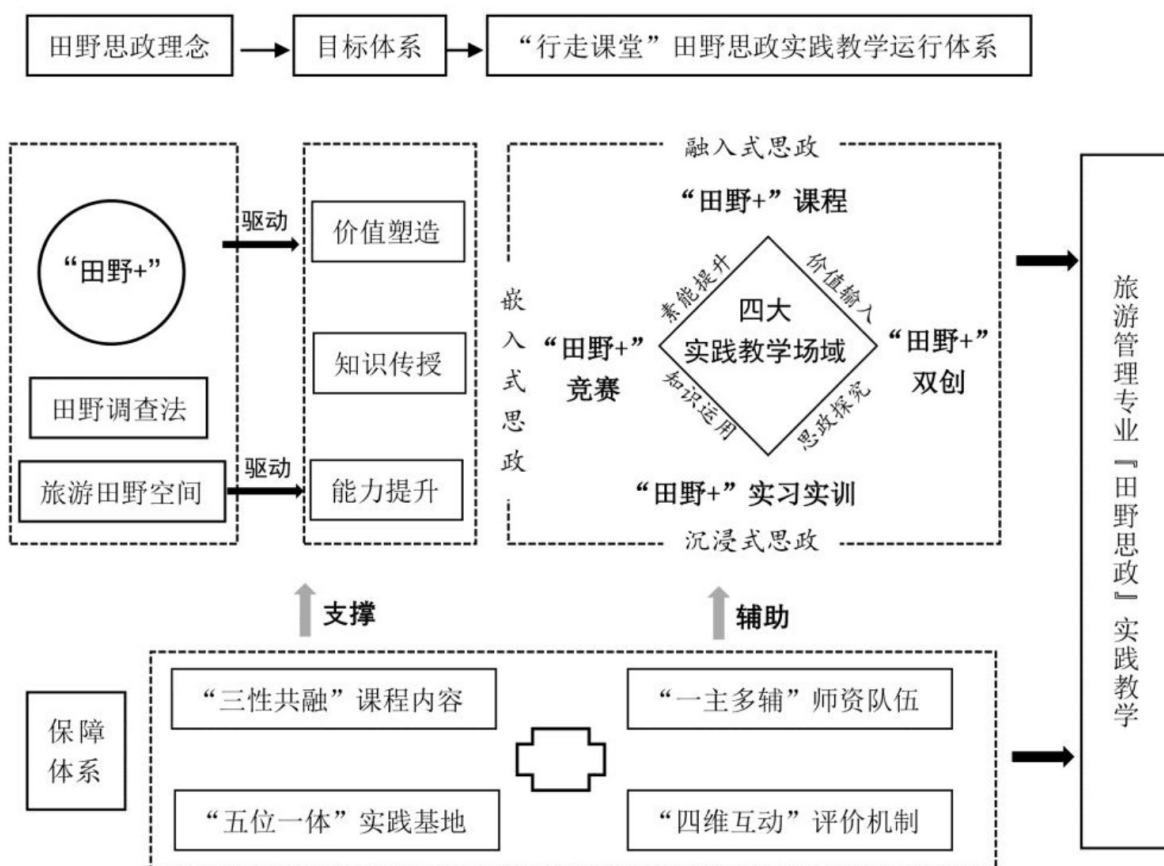 田野思政理念
目标体系
“行走课堂”田野思政实践教学运行体系
“田野+”
田野调查法
旅游田野空间
驱动
驱动
价值塑造
知识传授
能力提升
融入式思政
“田野+”课程
嵌入式思政
素能提升
价值输入
四大
实践教学场域
“田野+”
竞赛
“田野+”
双创
知识运用
思政探究
“田野+”实习实训
沉浸式思政
支撑
辅助
保障
体系
“三性共融”课程内容
“一主多辅”师资队伍
“五位一体”实践基地
“四维互动”评价机制
旅游管理专业『田野思政』实践教学